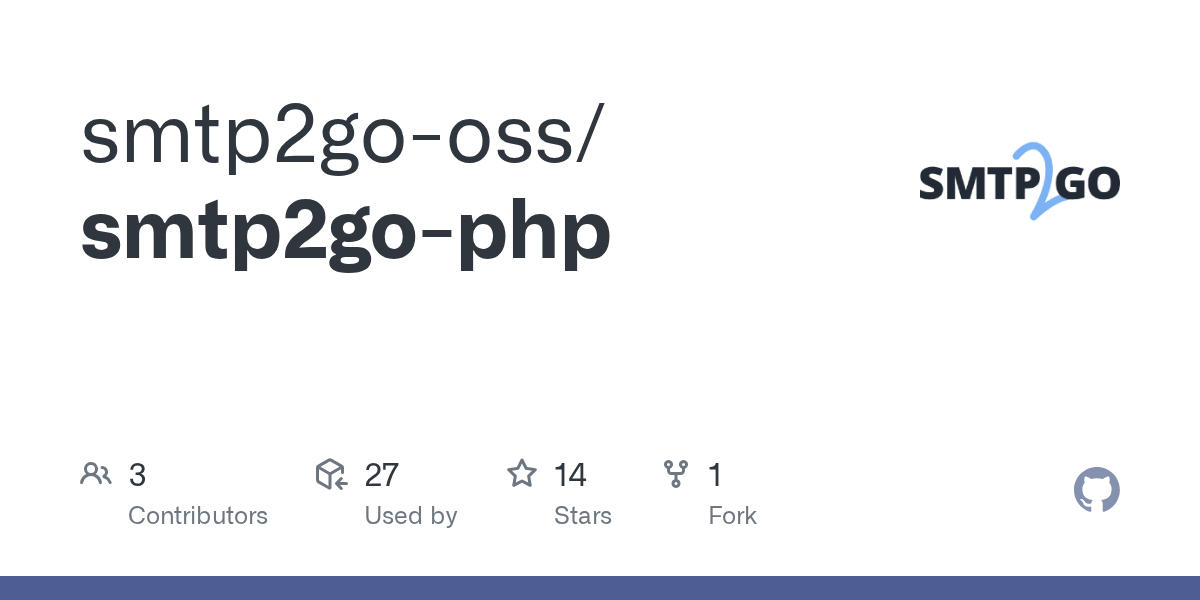 smtp2go-oss/
smtp2go-php
SMTP2GO
3
Contributors
27
Used by
14
Stars
1
Fork